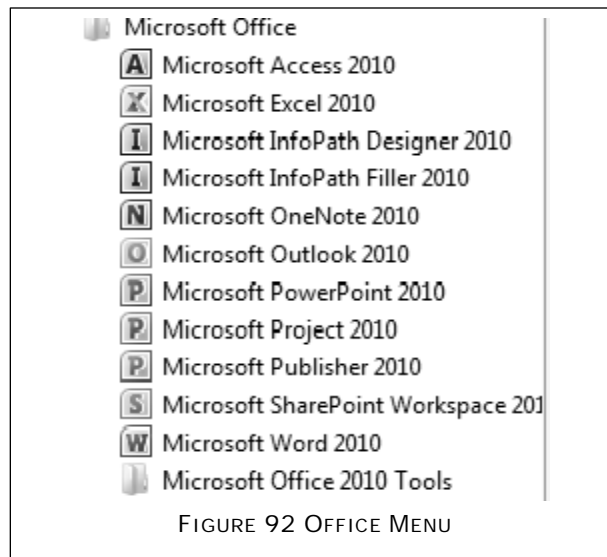 Microsoft Office
A Microsoft Access 2010
X Microsoft Excel 2010
I Microsoft InfoPath Designer 2010
I Microsoft InfoPath Filler 2010
N Microsoft OneNote 2010
O Microsoft Outlook 2010
P Microsoft PowerPoint 2010
P Microsoft Project 2010
P Microsoft Publisher 2010
S Microsoft SharePoint Workspace 201
W Microsoft Word 2010
Microsoft Office 2010 Tools
FIGURE 92 OFFICE MENU